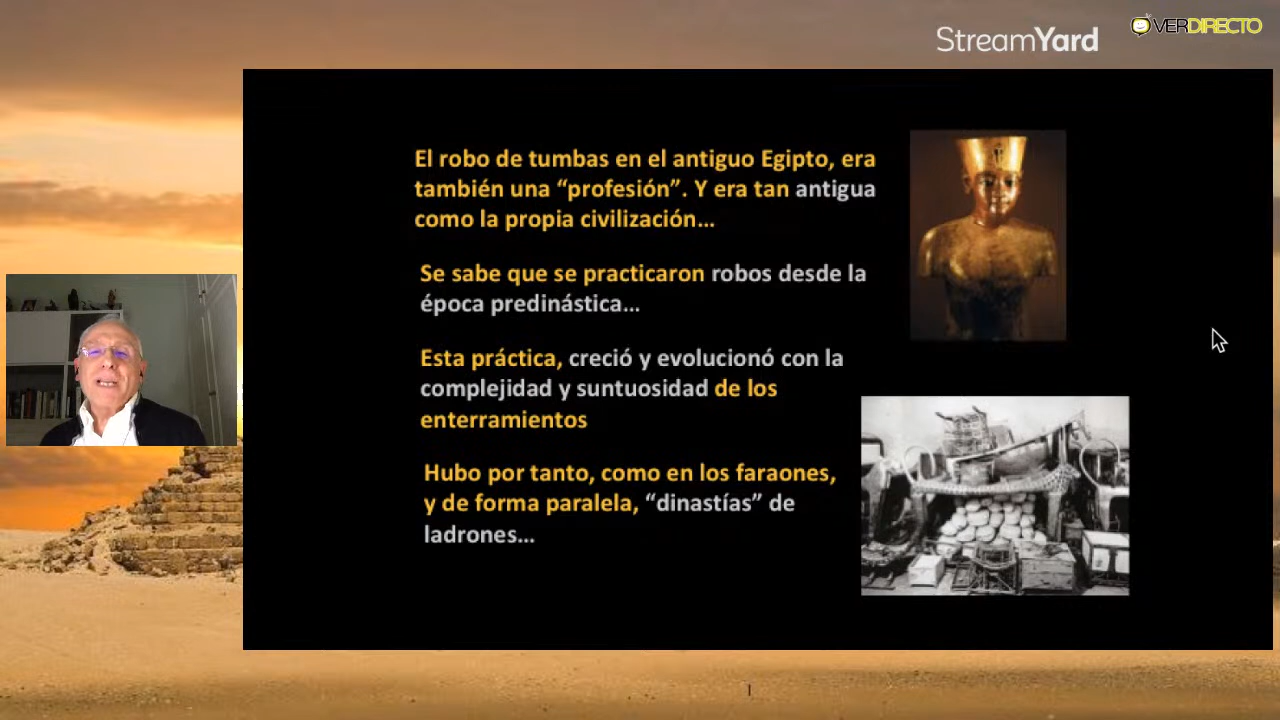 StreamYard
VERDIRECTO
El robo de tumbas en el antiguo Egipto, era
también una “profesión”. Y era tan antigua
como la propia civilización...
Se sabe que se practicaron robos desde la
época predinástica...
Esta práctica, creció y evolucionó con la
complejidad y suntuosidad de los
enterramientos
Hubo por tanto, como en los faraones,
y de forma paralela, “dinastías” de
ladrones...